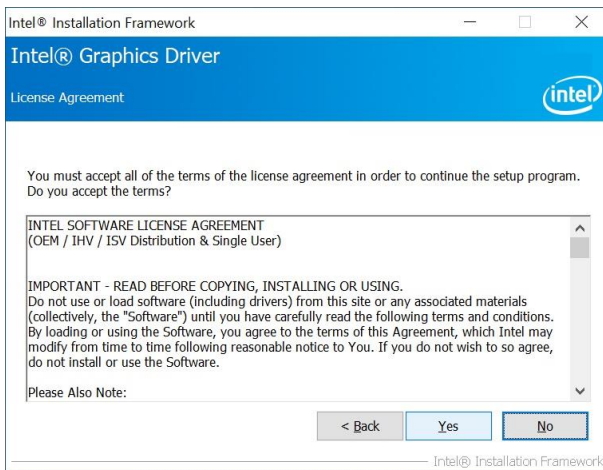 Intel® Installation Framework
Intel® Graphics Driver
License Agreement
intel
You must accept all of the terms of the license agreement in order to continue the setup program.
Do you accept the terms?
INTEL SOFTWARE LICENSE AGREEMENT
(OEM / IHV / ISV Distribution & Single User)
IMPORTANT - READ BEFORE COPYING, INSTALLING OR USING.
Do not use or load software (including drivers) from this site or any associated materials
(collectively, the "Software") until you have carefully read the following terms and conditions.
By loading or using the Software, you agree to the terms of this Agreement, which Intel may
modify from time to time following reasonable notice to You. If you do not wish to so agree,
do not install or use the Software.
Please Also Note:
< Back Yes No
Intel® Installation Framework